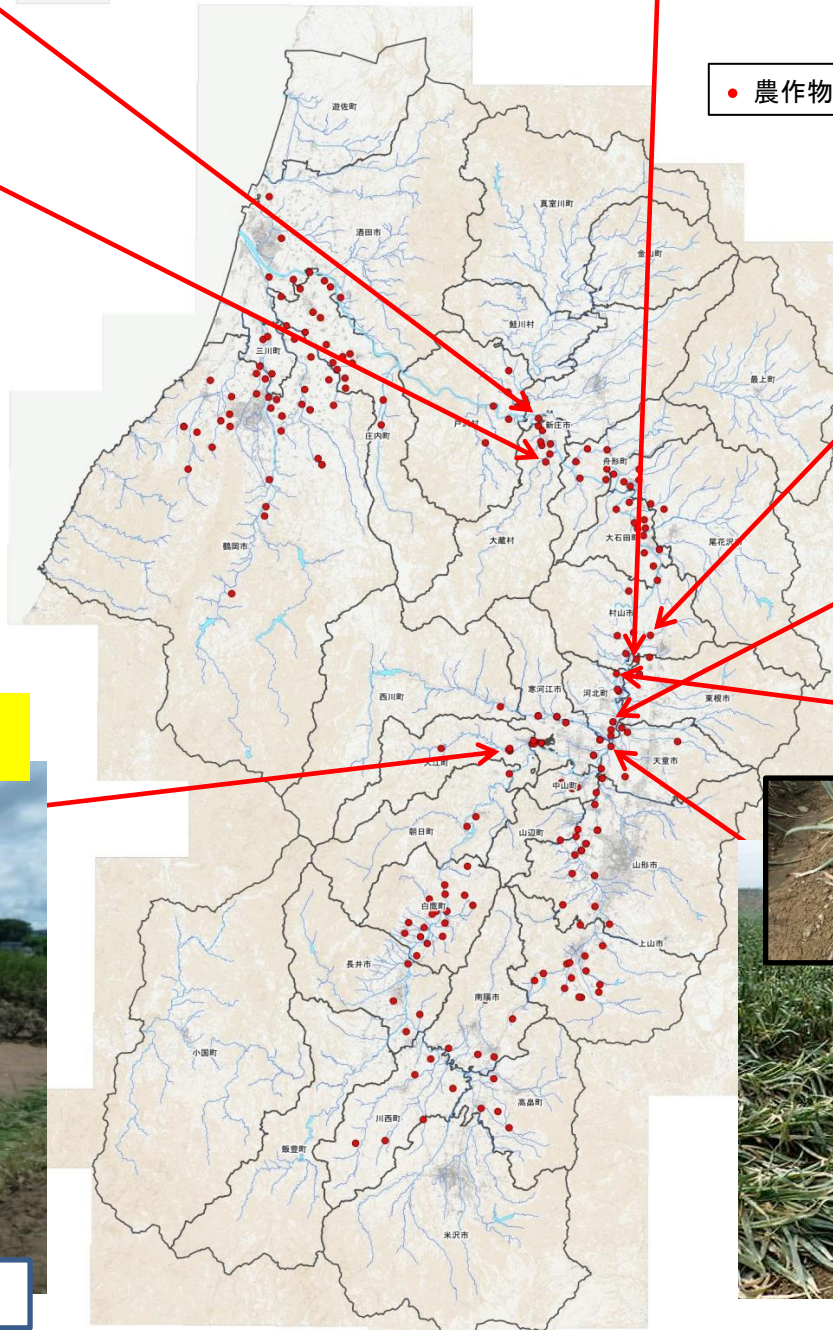 農作物
遊佐町
酒田市
真室川町
金山町
鮭川村
最上町
三川町
戸沢村
新庄市
庄内町
舟形町
大蔵村
大石田町
尾花沢市
鶴岡市
村山市
西川町
寒河江市
河北町
東根市
大江町
天童市
中山町
朝日町
山辺町
山形市
白鷹町
上山市
長井市
南陽市
小国町
高畠町
川西町
飯豊町
米沢市